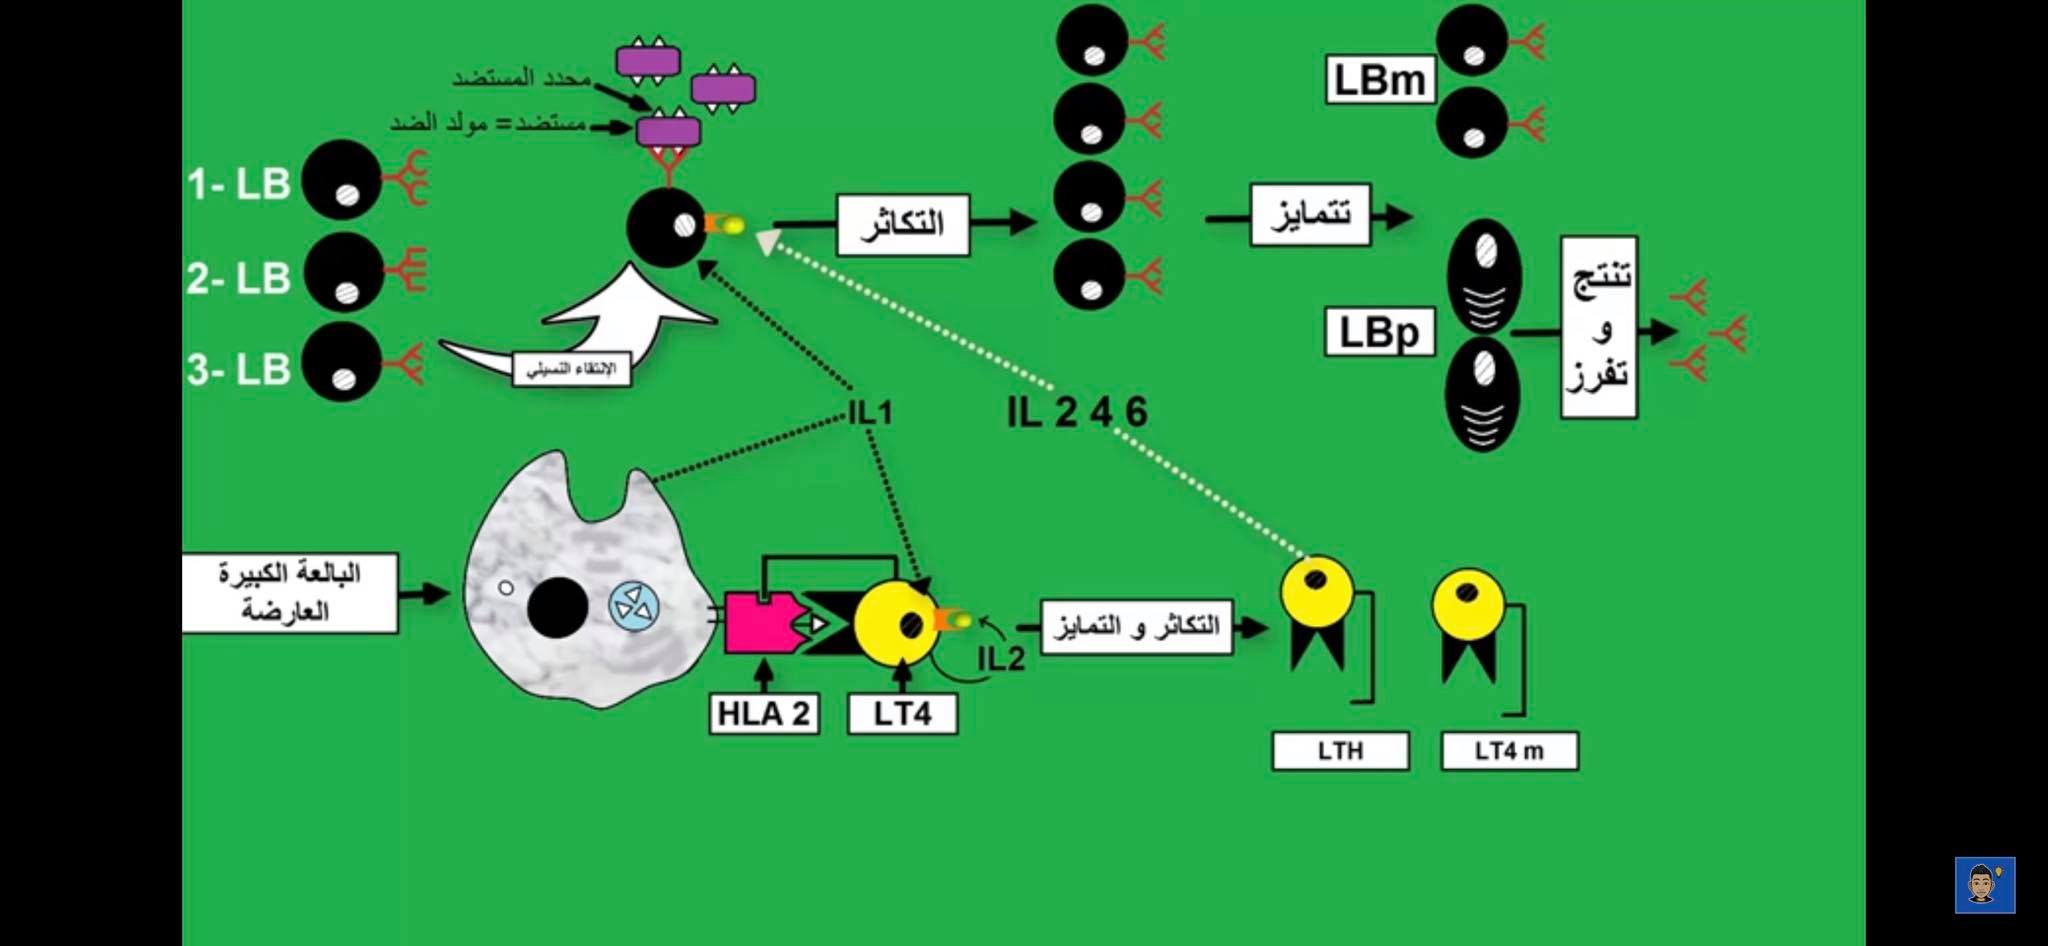 محدد المستضد
مستضد= مولد الضد
1- LB
2- LB
3- LB
الإنتقاء النسيلي
التكاثر
تتمايز
LBm
LBp
تنتج
و
تفرز
IL1
IL 2 4 6
البالعة الكبيرة
العارضة
HLA 2
LT4
IL2
التكاثر و التمايز
LTH
LT4 m